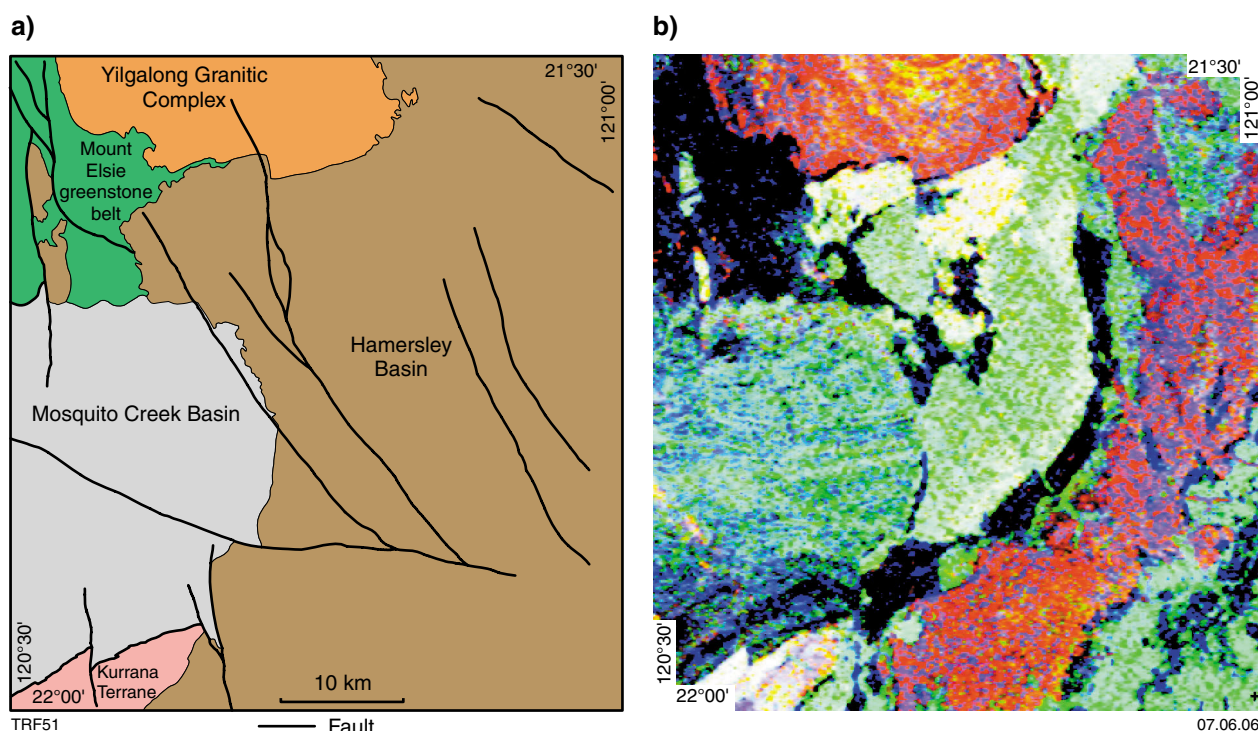 a)
Yilgalong Granitic
Complex
21°30'
121°00'
Mount
Elsie
greenstone
belt
Hamersley
Basin
Mosquito Creek Basin
120°30'
22°00'
Kurrana
Terrane
10 km
TRF51
Fault
b)
21°30'
121°00'
120°30'
22°00'
07.06.06